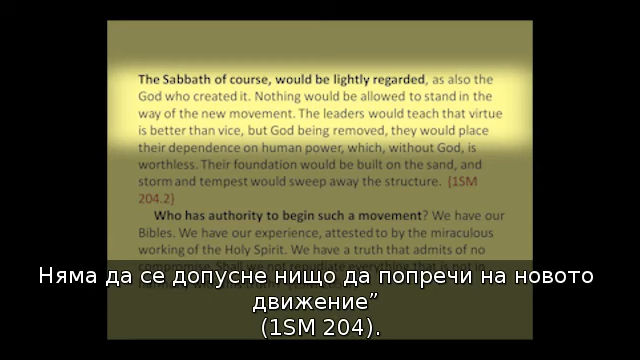 The Sabbath of course, would be lightly regarded, as also the
God who created it. Nothing would be allowed to stand in the
way of the new movement. The leaders would teach that virtue
is better than vice, but God being removed, they would place
their dependence on human power, which, without God, is
worthless. Their foundation would be built on the sand, and
storm and tempest would sweep away the structure. {1SM
204.2}
Who has authority to begin such a movement? We have our
Bibles. We have our experience, attested to by the miraculous
working of the Holy Spirit. We have a truth that admits of no
Няма да се допусне нищо да попречи на новото
движение”
(1SM 204).